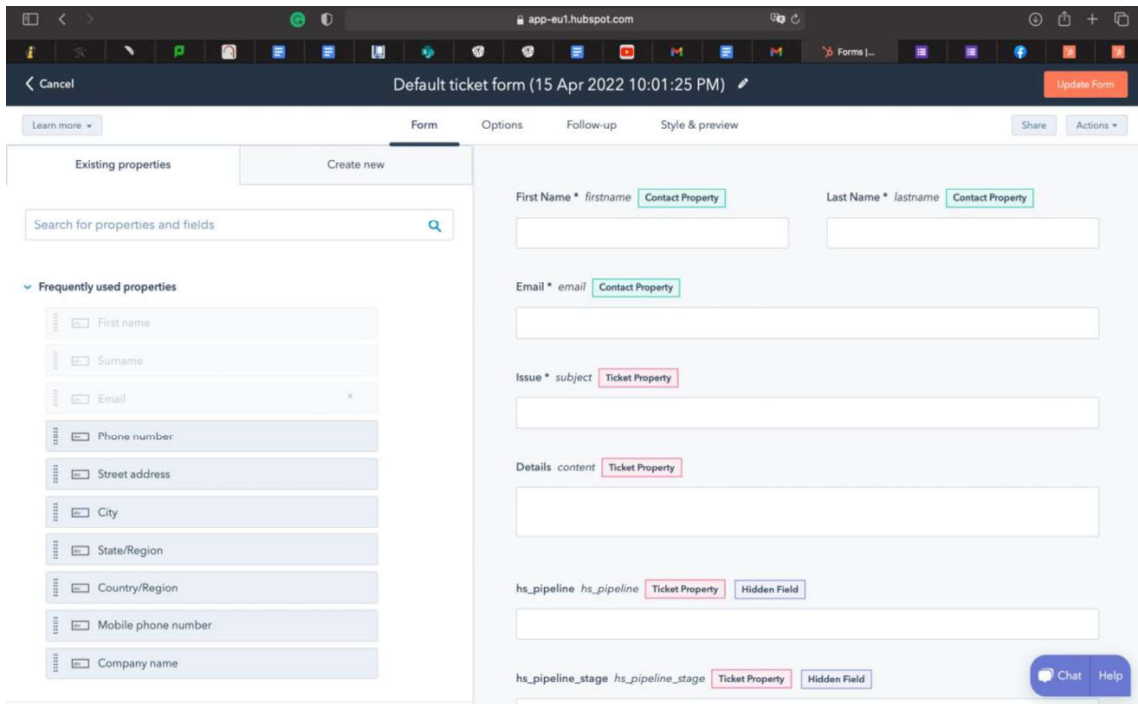 app-eu1.hubspot.com
Forms |...
Cancel
Default ticket form (15 Apr 2022 10:01:25 PM)
Update Form
Learn more
Form
Options
Follow-up
Style & preview
Share
Actions
Existing properties
Create new
Search for properties and fields
Frequently used properties
First name
Surname
Email *
Phone number
Street address
City
State/Region
Country/Region
Mobile phone number
Company name
First Name * firstname Contact Property
Last Name * lastname Contact Property
Email * email Contact Property
Issue * subject Ticket Property
Details content Ticket Property
hs_pipeline hs_pipeline Ticket Property Hidden Field
hs_pipeline_stage hs_pipeline_stage Ticket Property Hidden Field
Chat Help